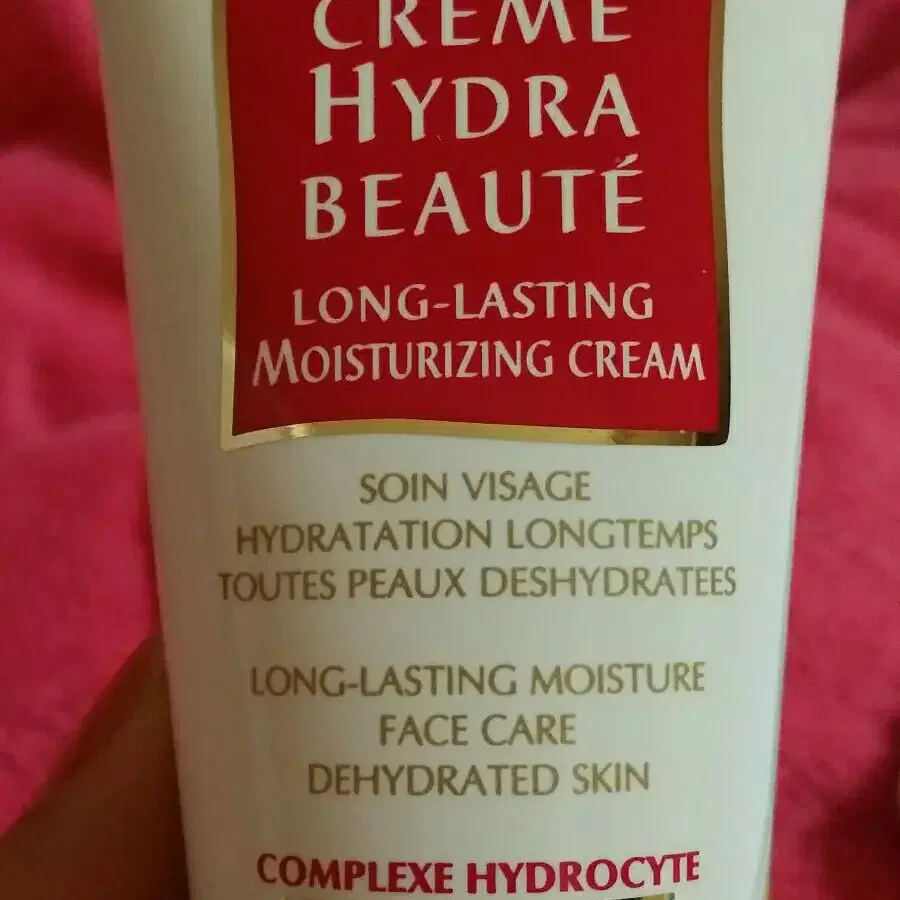 CRÈME
HYDRA
BEAUTÉ
LONG-LASTING
MOISTURIZING CREAM
SOIN VISAGE
HYDRATATION LONGTEMPS
TOUTES PEAUX DESHYDRATEES
LONG-LASTING MOISTURE
FACE CARE
DEHYDRATED SKIN
COMPLEXE HYDROCYTE